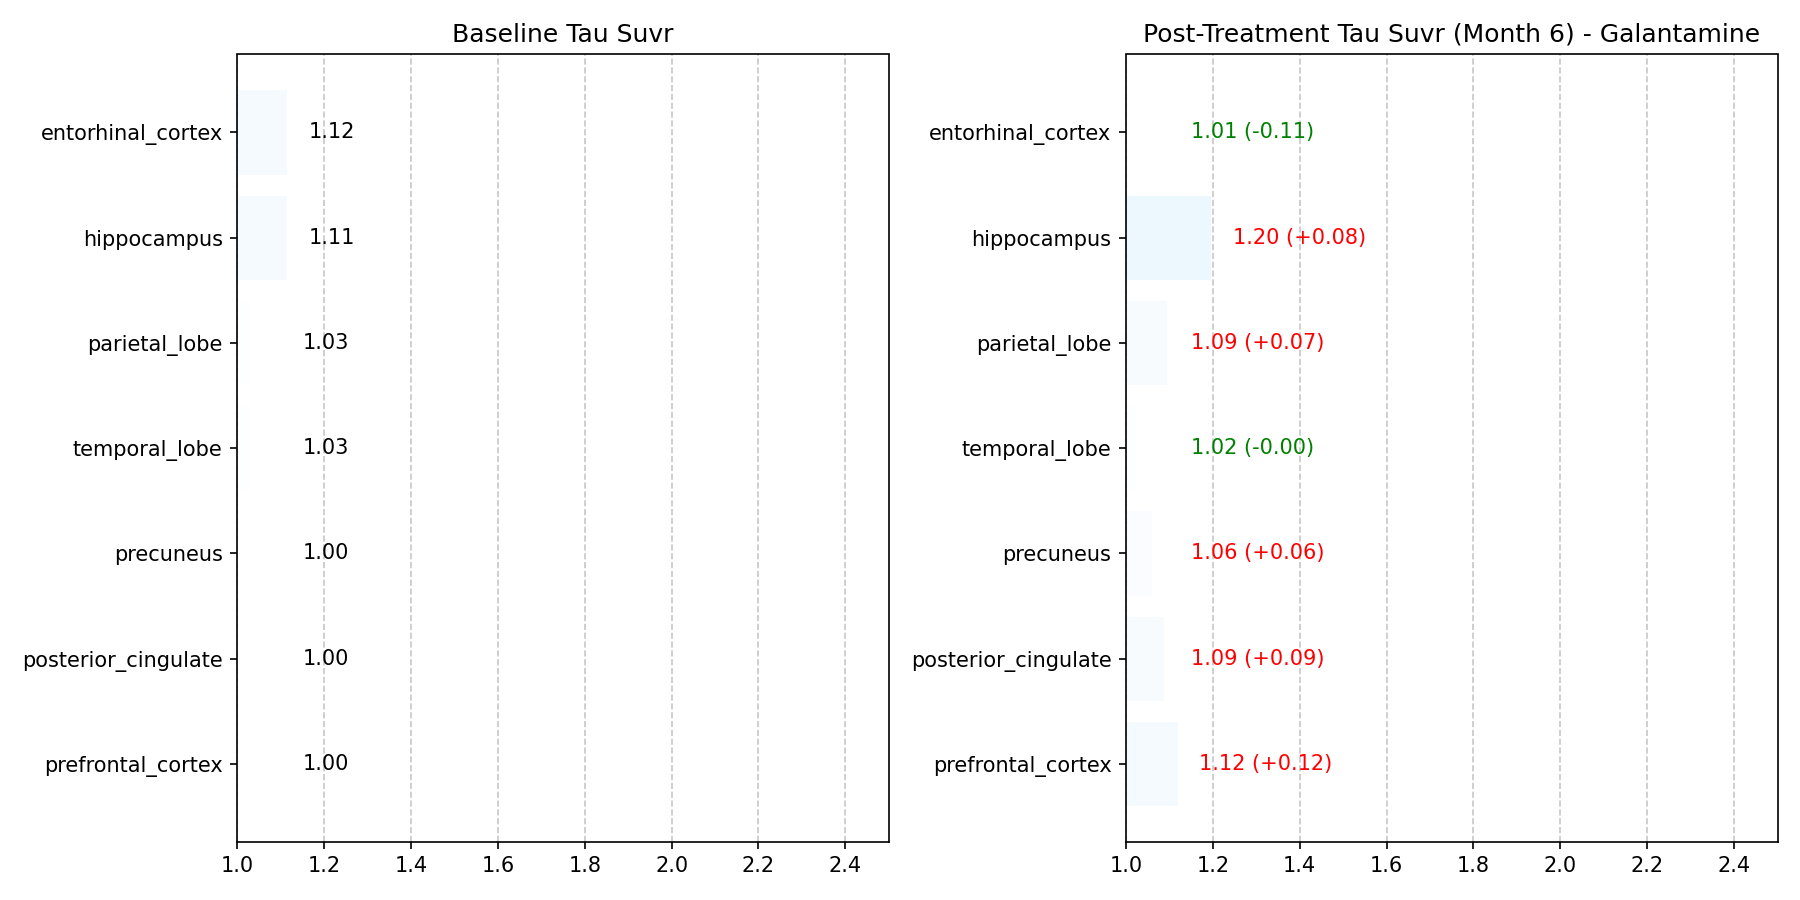 Baseline Tau Suvr
entorhinal_cortex 1.12
hippocampus 1.11
parietal_lobe 1.03
temporal_lobe 1.03
precuneus 1.00
posterior_cingulate 1.00
prefrontal_cortex 1.00
1.0 1.2 1.4 1.6 1.8 2.0 2.2 2.4
Post-Treatment Tau Suvr (Month 6) - Galantamine
entorhinal_cortex 1.01 (-0.11)
hippocampus 1.20 (+0.08)
parietal_lobe 1.09 (+0.07)
temporal_lobe 1.02 (-0.00)
precuneus 1.06 (+0.06)
posterior_cingulate 1.09 (+0.09)
prefrontal_cortex 1.12 (+0.12)
1.0 1.2 1.4 1.6 1.8 2.0 2.2 2.4